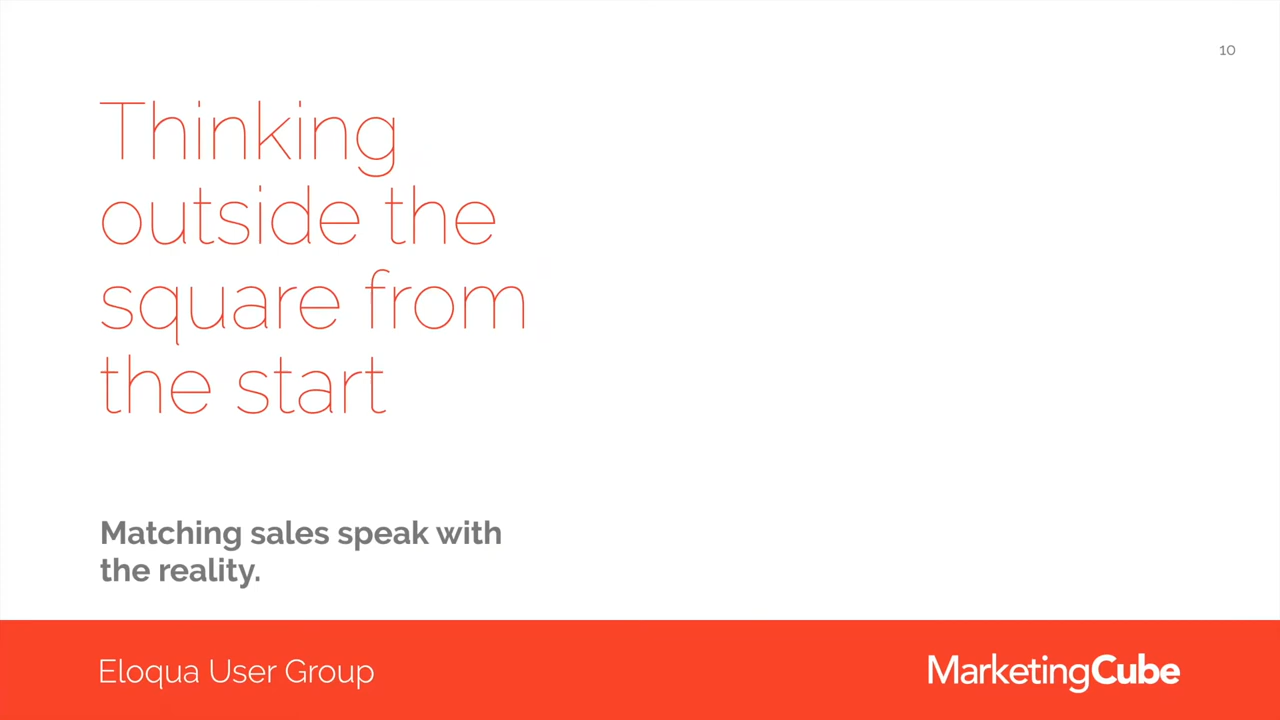 10
Thinking
outside the
square from
the start
Matching sales speak with
the reality.
Eloqua User Group
MarketingCube